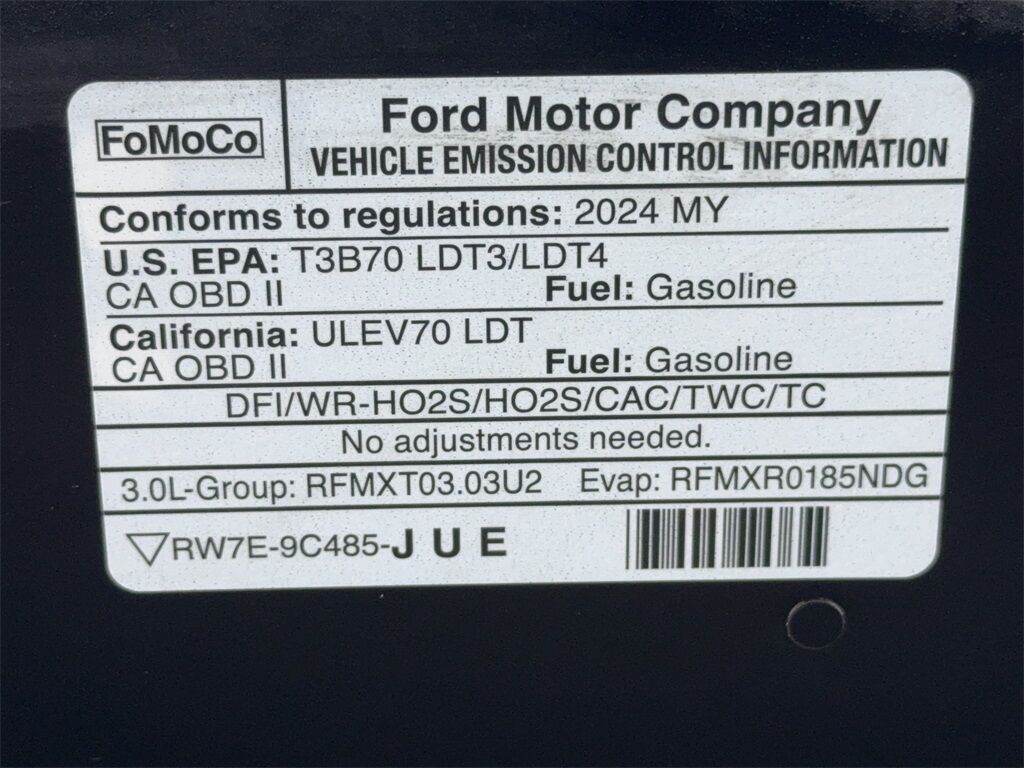 FoMoCo
Ford Motor Company
VEHICLE EMISSION CONTROL INFORMATION
Conforms to regulations: 2024 MY
U.S. EPA: T3B70 LDT3/LDT4
CA OBD II Fuel: Gasoline
California: ULEV70 LDT
CA OBD II Fuel: Gasoline
DFI/WR-HO2S/HO2S/CAC/TWC/TC
No adjustments needed.
3.0L-Group: RFMXT03.03U2 Evap: RFMXR0185NDG
RW7E-9C485-JUE